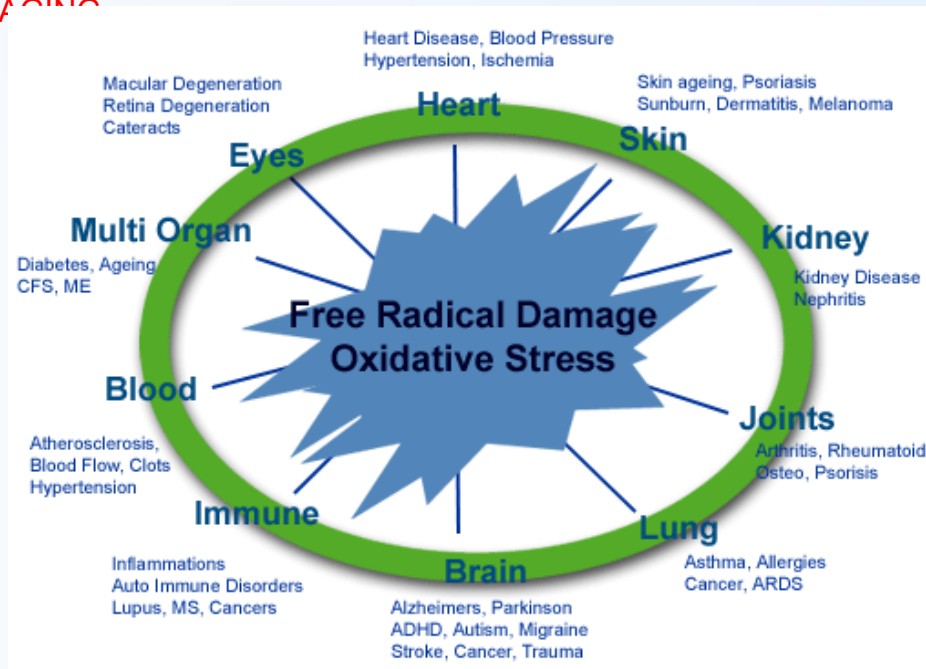 AGING
Heart Disease, Blood Pressure
Hypertension, Ischemia
Heart
Skin ageing, Psoriasis
Sunburn, Dermatitis, Melanoma
Skin
Macular Degeneration
Retina Degeneration
Cateracts
Eyes
Multi Organ
Diabetes, Ageing
CFS, ME
Kidney
Kidney Disease
Nephritis
Free Radical Damage
Oxidative Stress
Blood
Atherosclerosis,
Blood Flow, Clots
Hypertension
Joints
Arthritis, Rheumatoid
Osteo, Psorisis
Immune
Inflammations
Auto Immune Disorders
Lupus, MS, Cancers
Brain
Alzheimers, Parkinson
ADHD, Autism, Migraine
Stroke, Cancer, Trauma
Lung
Asthma, Allergies
Cancer, ARDS